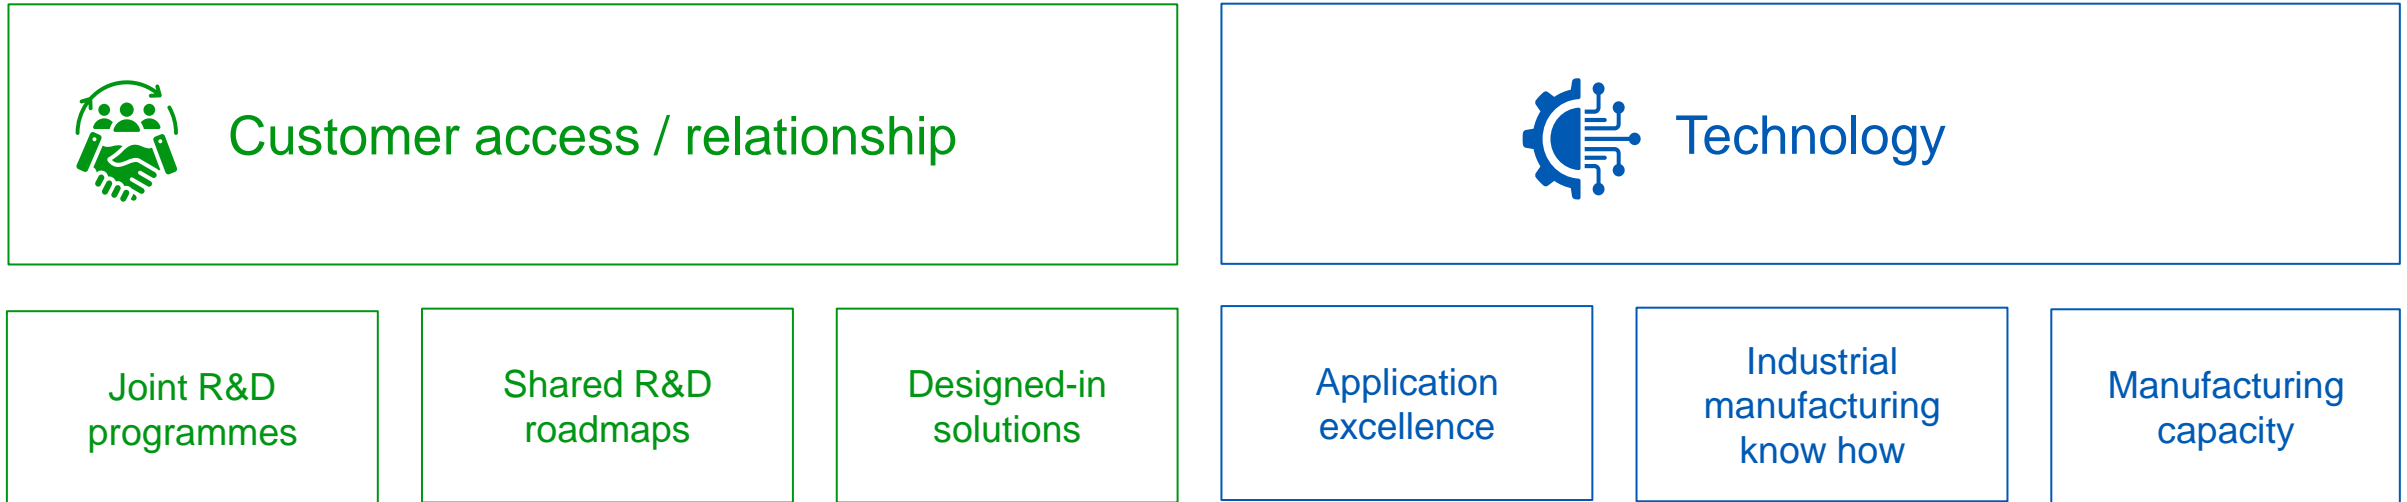 Customer access / relationship
Technology
Joint R&D
programmes
Shared R&D
roadmaps
Designed-in
solutions
Application
excellence
Industrial
manufacturing
know how
Manufacturing
capacity